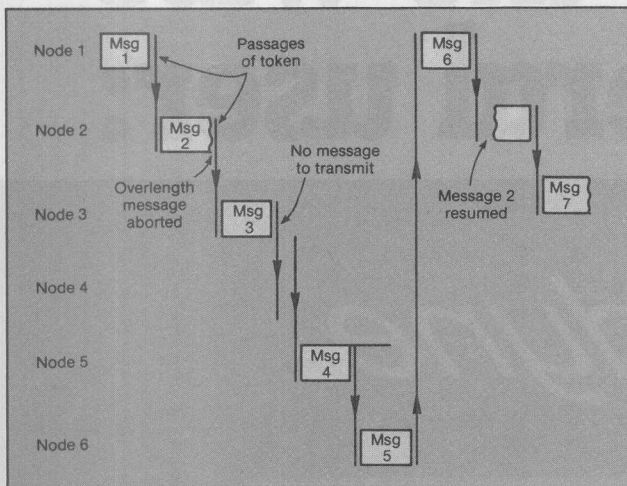 Node 1
Msg
1
Passages
of token
Msg
6
Node 2
Msg
2
No message
to transmit
Overlength
message
aborted
Message 2
resumed
Node 3
Msg
3
Msg
7
Node 4
Node 5
Msg
4
Node 6
Msg
5